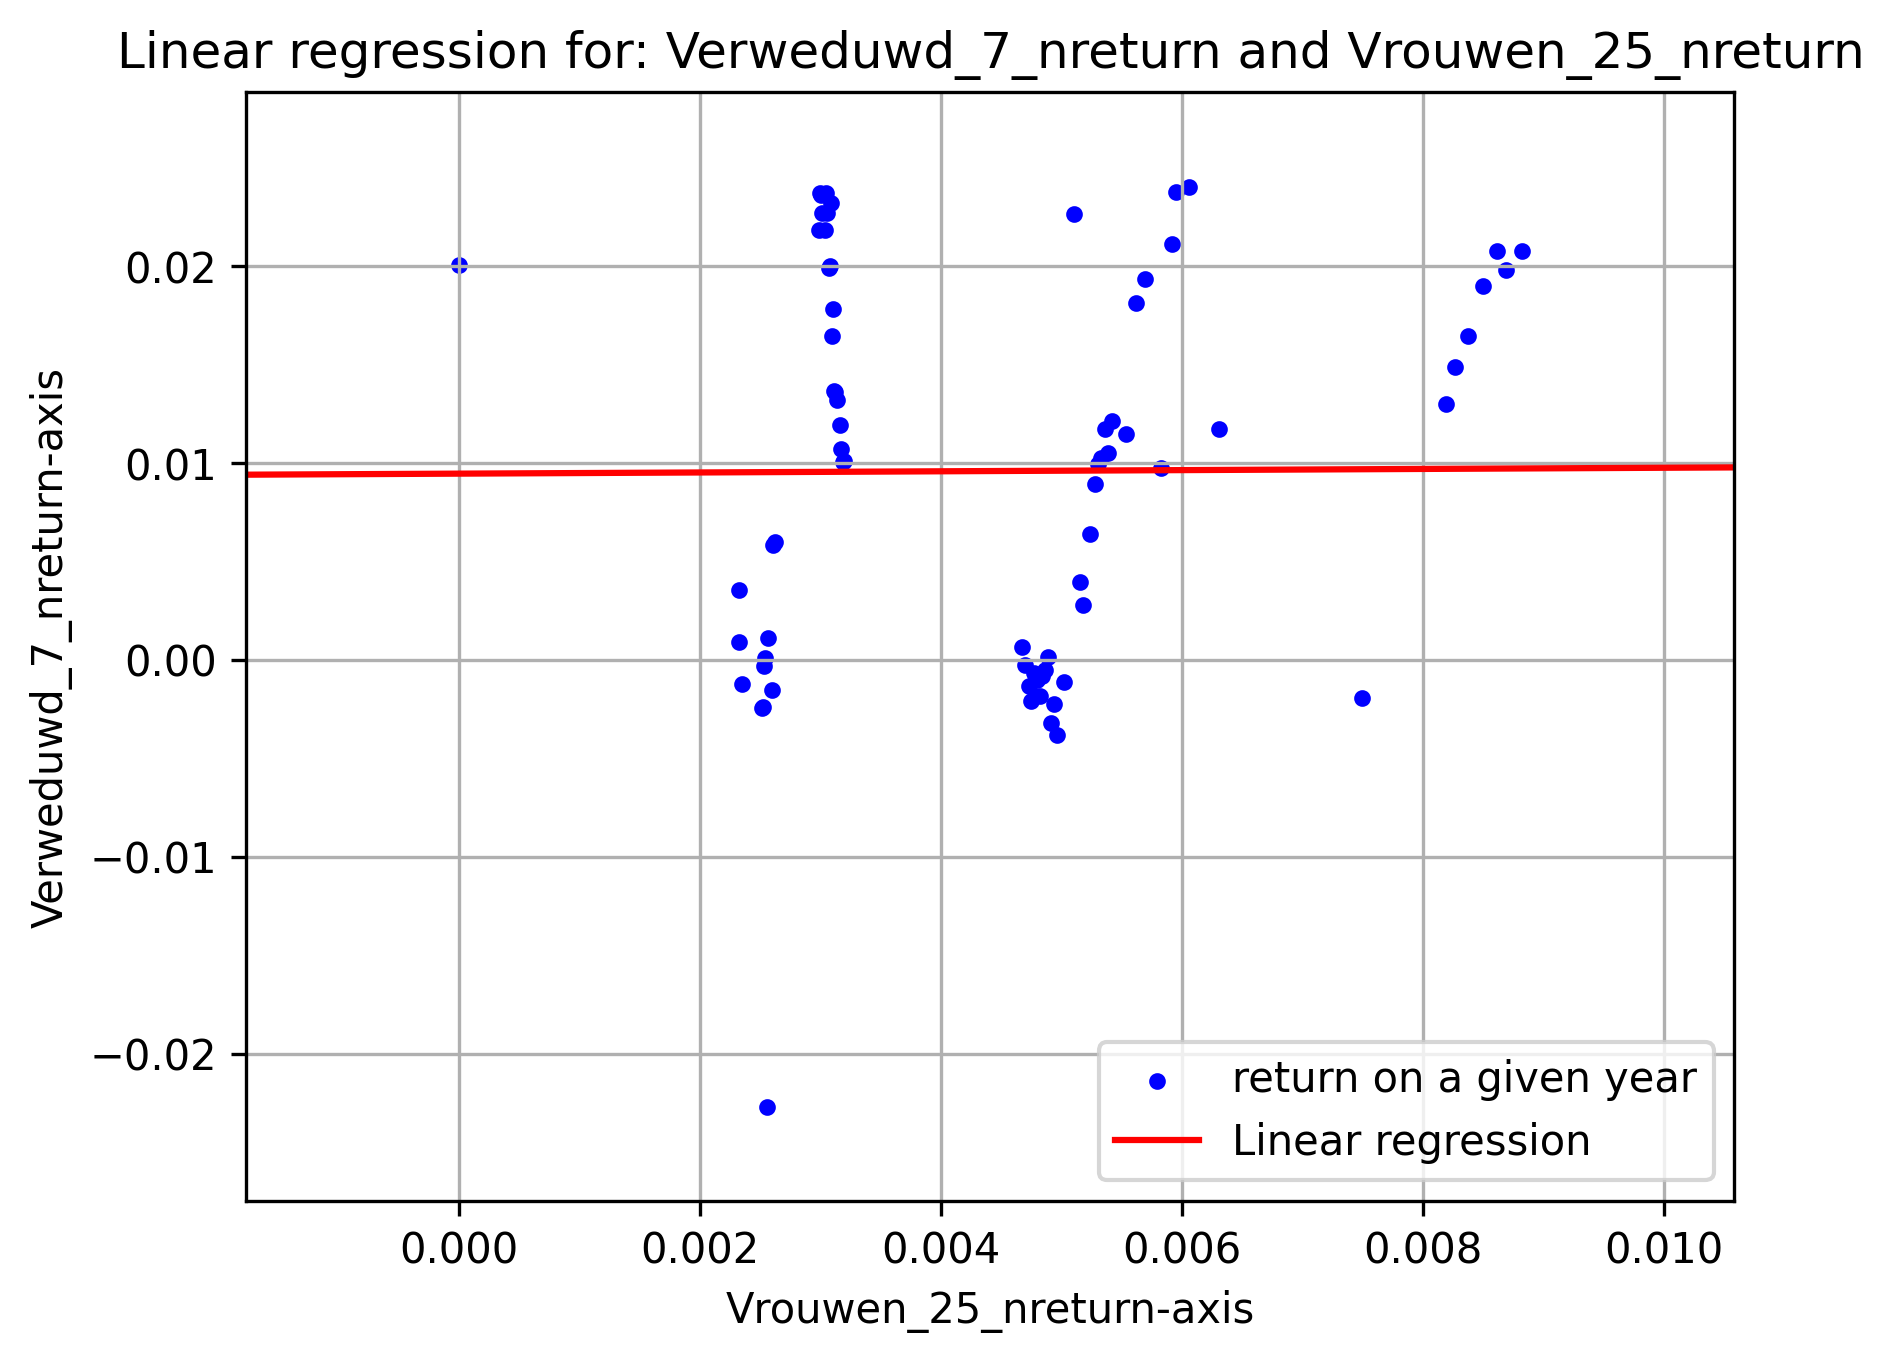 Linear regression for: Verweduwd_7_nreturn and Vrouwen_25_nreturn
Verweduwd_7_nreturn-axis
0.02
0.01
0.00
−0.01
−0.02
return on a given year
Linear regression
0.000 0.002 0.004 0.006 0.008 0.010
Vrouwen_25_nreturn-axis